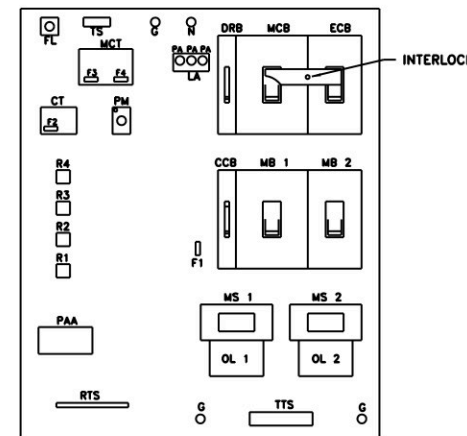 FL TS G N DRB MCB ECB
MCT PA PA PA INTERLOCK
F3 F4 LA
CT PM
F2
R4 CCB MB 1 MB 2
R3
R2
R1 F1
MS 1 MS 2
PAA OL 1 OL 2
RTS G TTS G